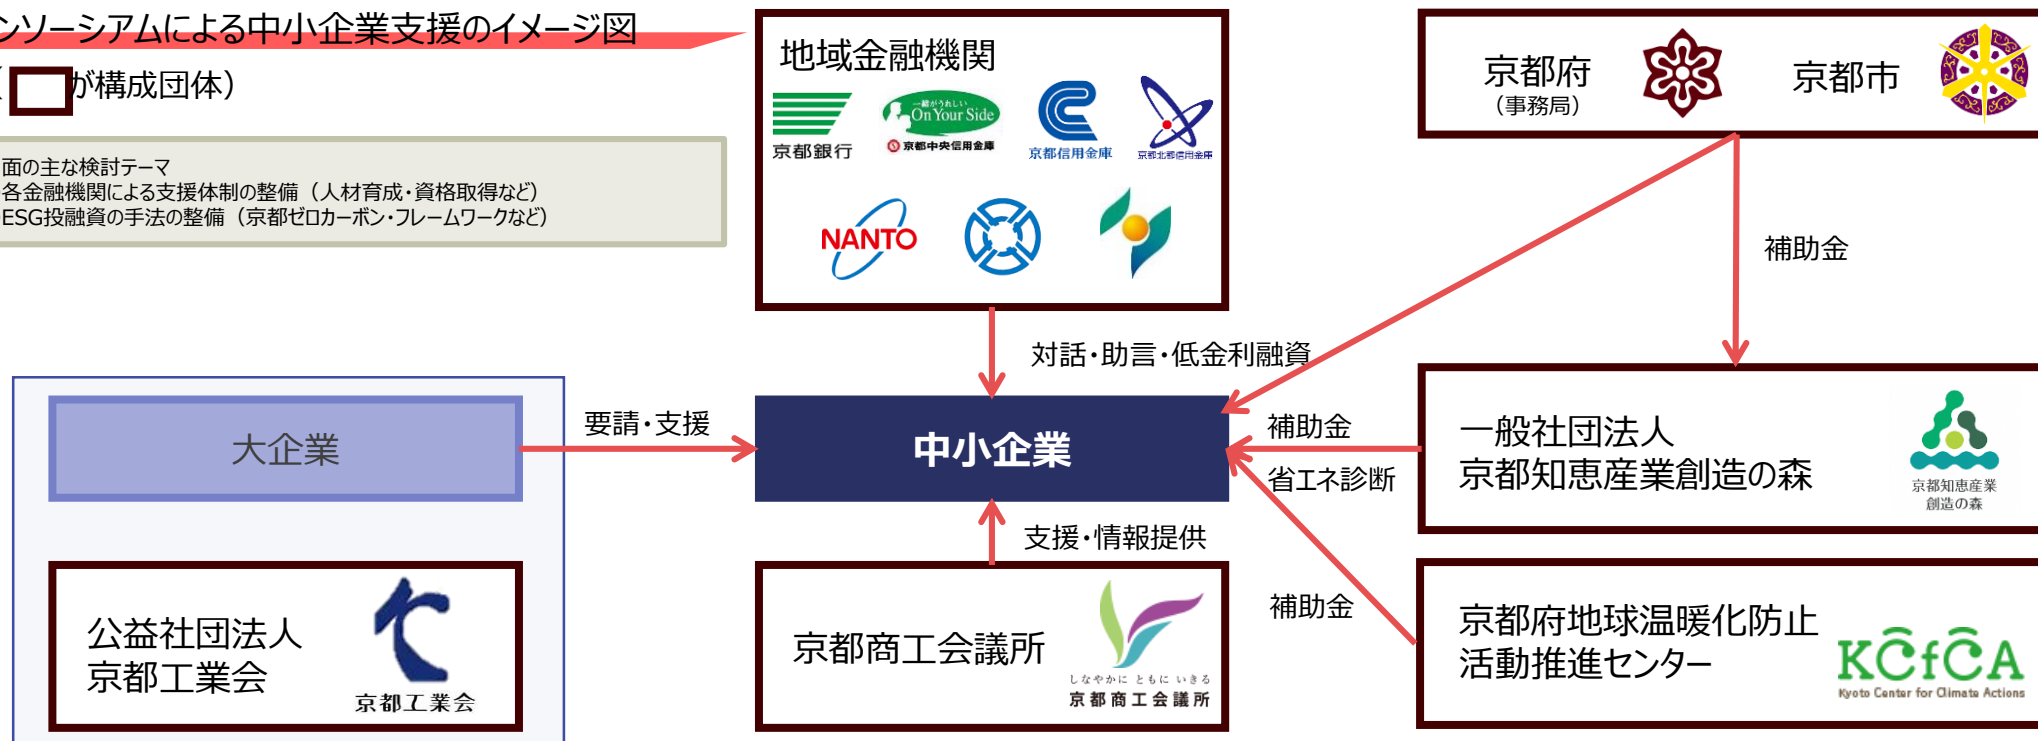 ンソーシアムによる中小企業支援のイメージ図
( が構成団体）
面の主な検討テーマ
各金融機関による支援体制の整備（人材育成・資格取得など）
ESG投融資の手法の整備（京都ゼロカーボン・フレームワークなど）
地域金融機関
京都銀行
一緒がうれしい
On Your Side
京都中央信用金庫
京都信用金庫
京都北都信用金庫
NANTO
京都府
（事務局）
京都市
補助金
対話・助言・低金利融資
大企業
要請・支援
中小企業
補助金
省エネ診断
一般社団法人
京都知恵産業創造の森
京都知恵産業
創造の森
支援・情報提供
公益社団法人
京都工業会
京都工業会
京都商工会議所
しなやかに ともに いきる
京都商工会議所
補助金
京都府地球温暖化防止
活動推進センター
KCfCA
Kyoto Center for Climate Actions